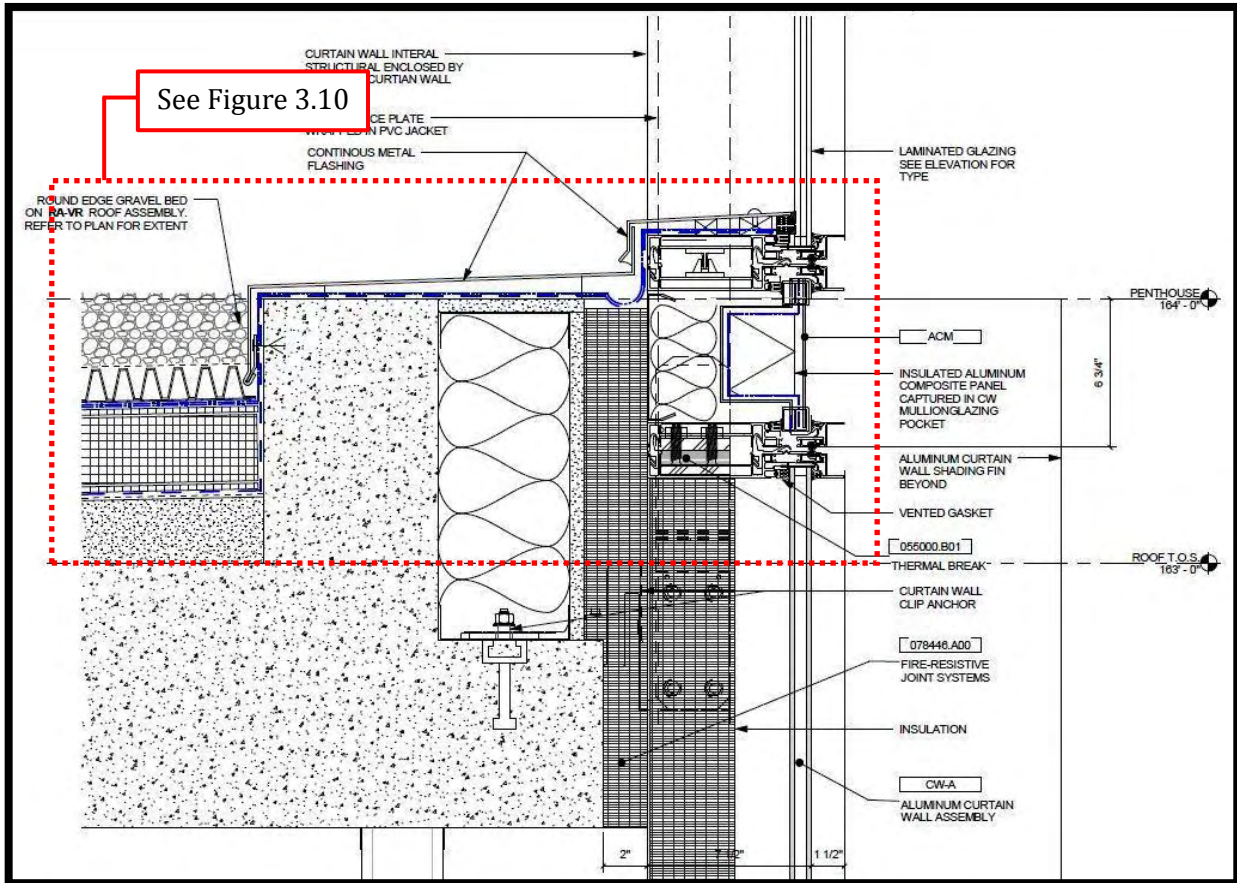 CURTAIN WALL INTERAL
STRUCTURAL ENCLOSED BY
CURTIAN WALL
See Figure 3.10
CE PLATE
WRAPPED IN PVC JACKET
CONTINOUS METAL
FLASHING
ROUND EDGE GRAVEL BED
ON RA-VR ROOF ASSEMBLY.
REFER TO PLAN FOR EXTENT
LAMINATED GLAZING
SEE ELEVATION FOR
TYPE
PENTHOUSE
164' - 0"
ACM
6 3/4"
INSULATED ALUMINUM
COMPOSITE PANEL
CAPTURED IN CW
MULLIONGLAZING
POCKET
ALUMINUM CURTAIN
WALL SHADING FIN
BEYOND
VENTED GASKET
055000.B01
THERMAL BREAK
ROOF T.O.S.
163' - 0"
CURTAIN WALL
CLIP ANCHOR
078446.A00
FIRE-RESISTIVE
JOINT SYSTEMS
INSULATION
CW-A
ALUMINUM CURTAIN
WALL ASSEMBLY
2"
7 1/2"
1 1/2"